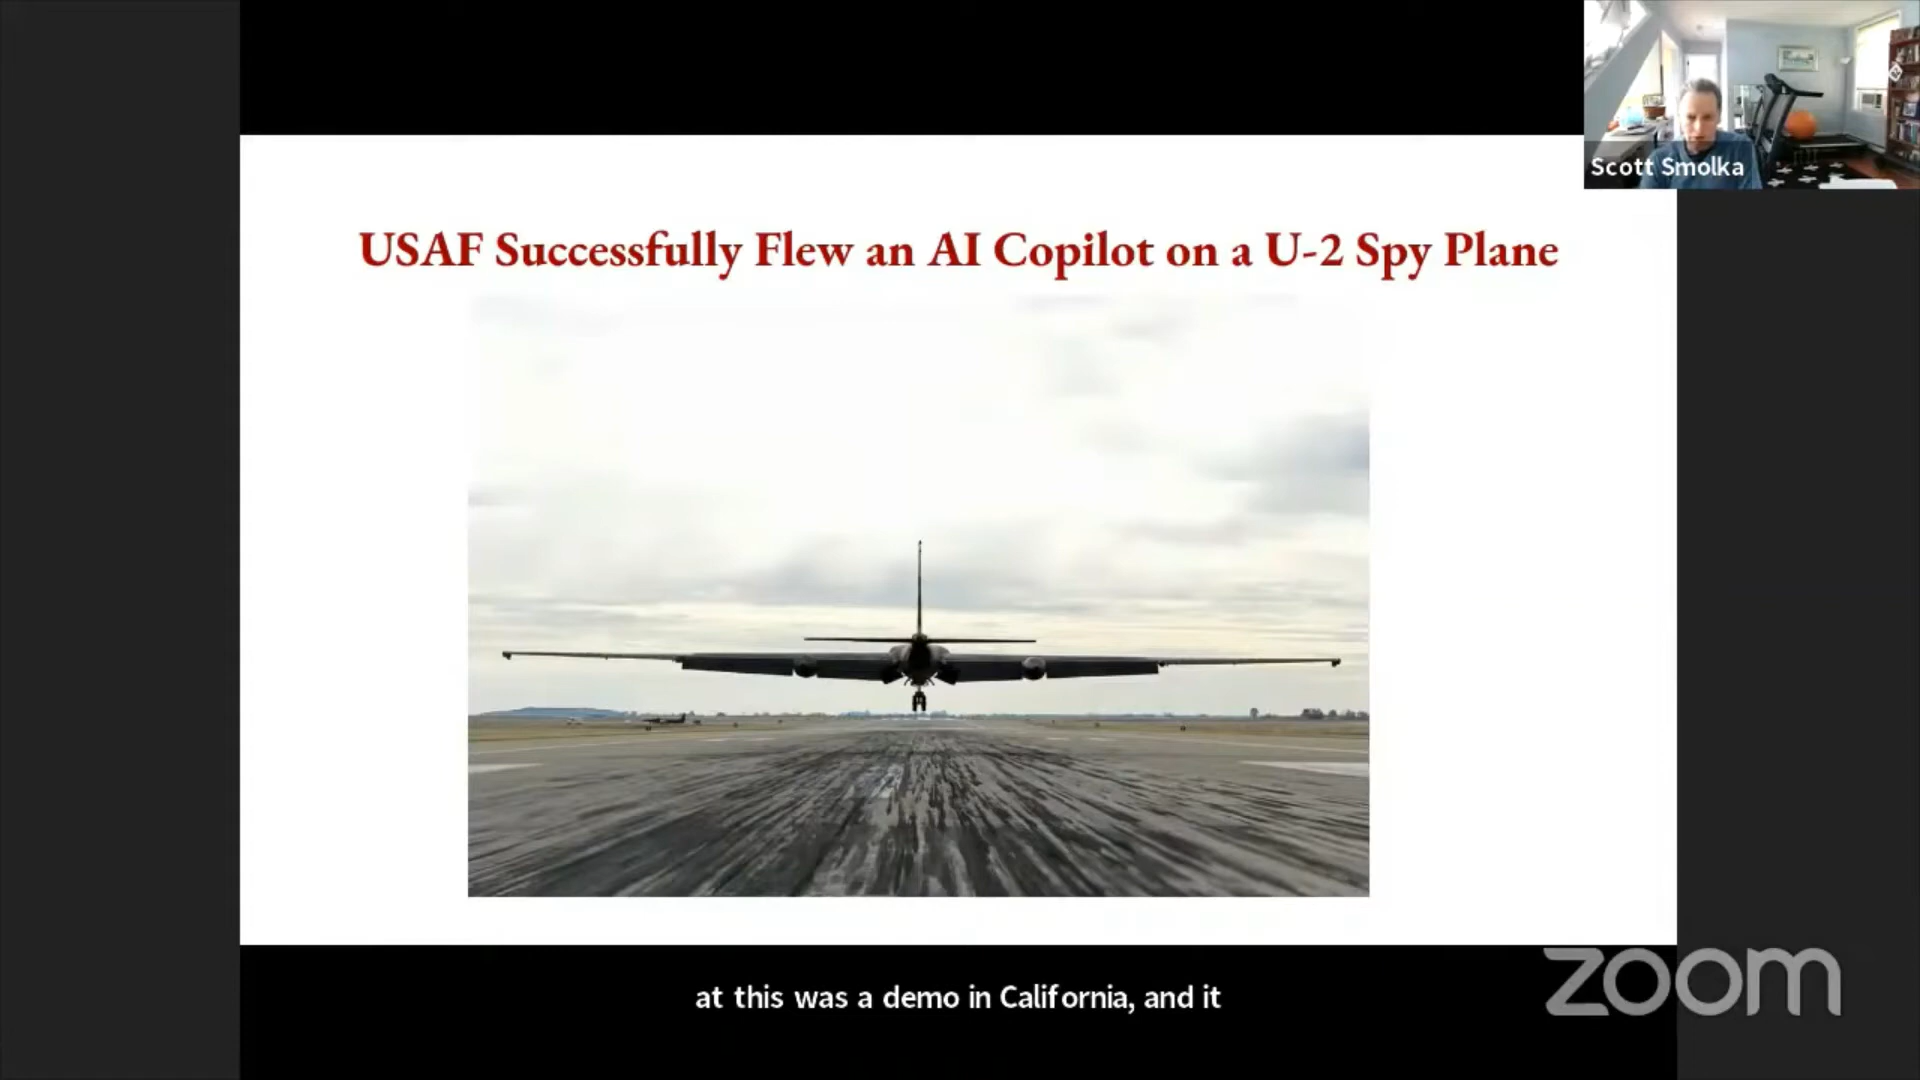 Scott Smolka
USAF Successfully Flew an AI Copilot on a U-2 Spy Plane
at this was a demo in California, and it
zoom